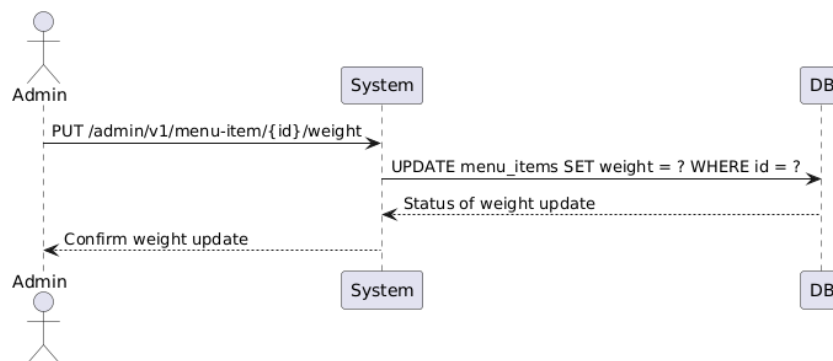 Admin
System
DB
PUT /admin/v1/menu-item/{id}/weight
UPDATE menu_items SET weight = ? WHERE id = ?
Status of weight update
Confirm weight update
Admin
System
DB